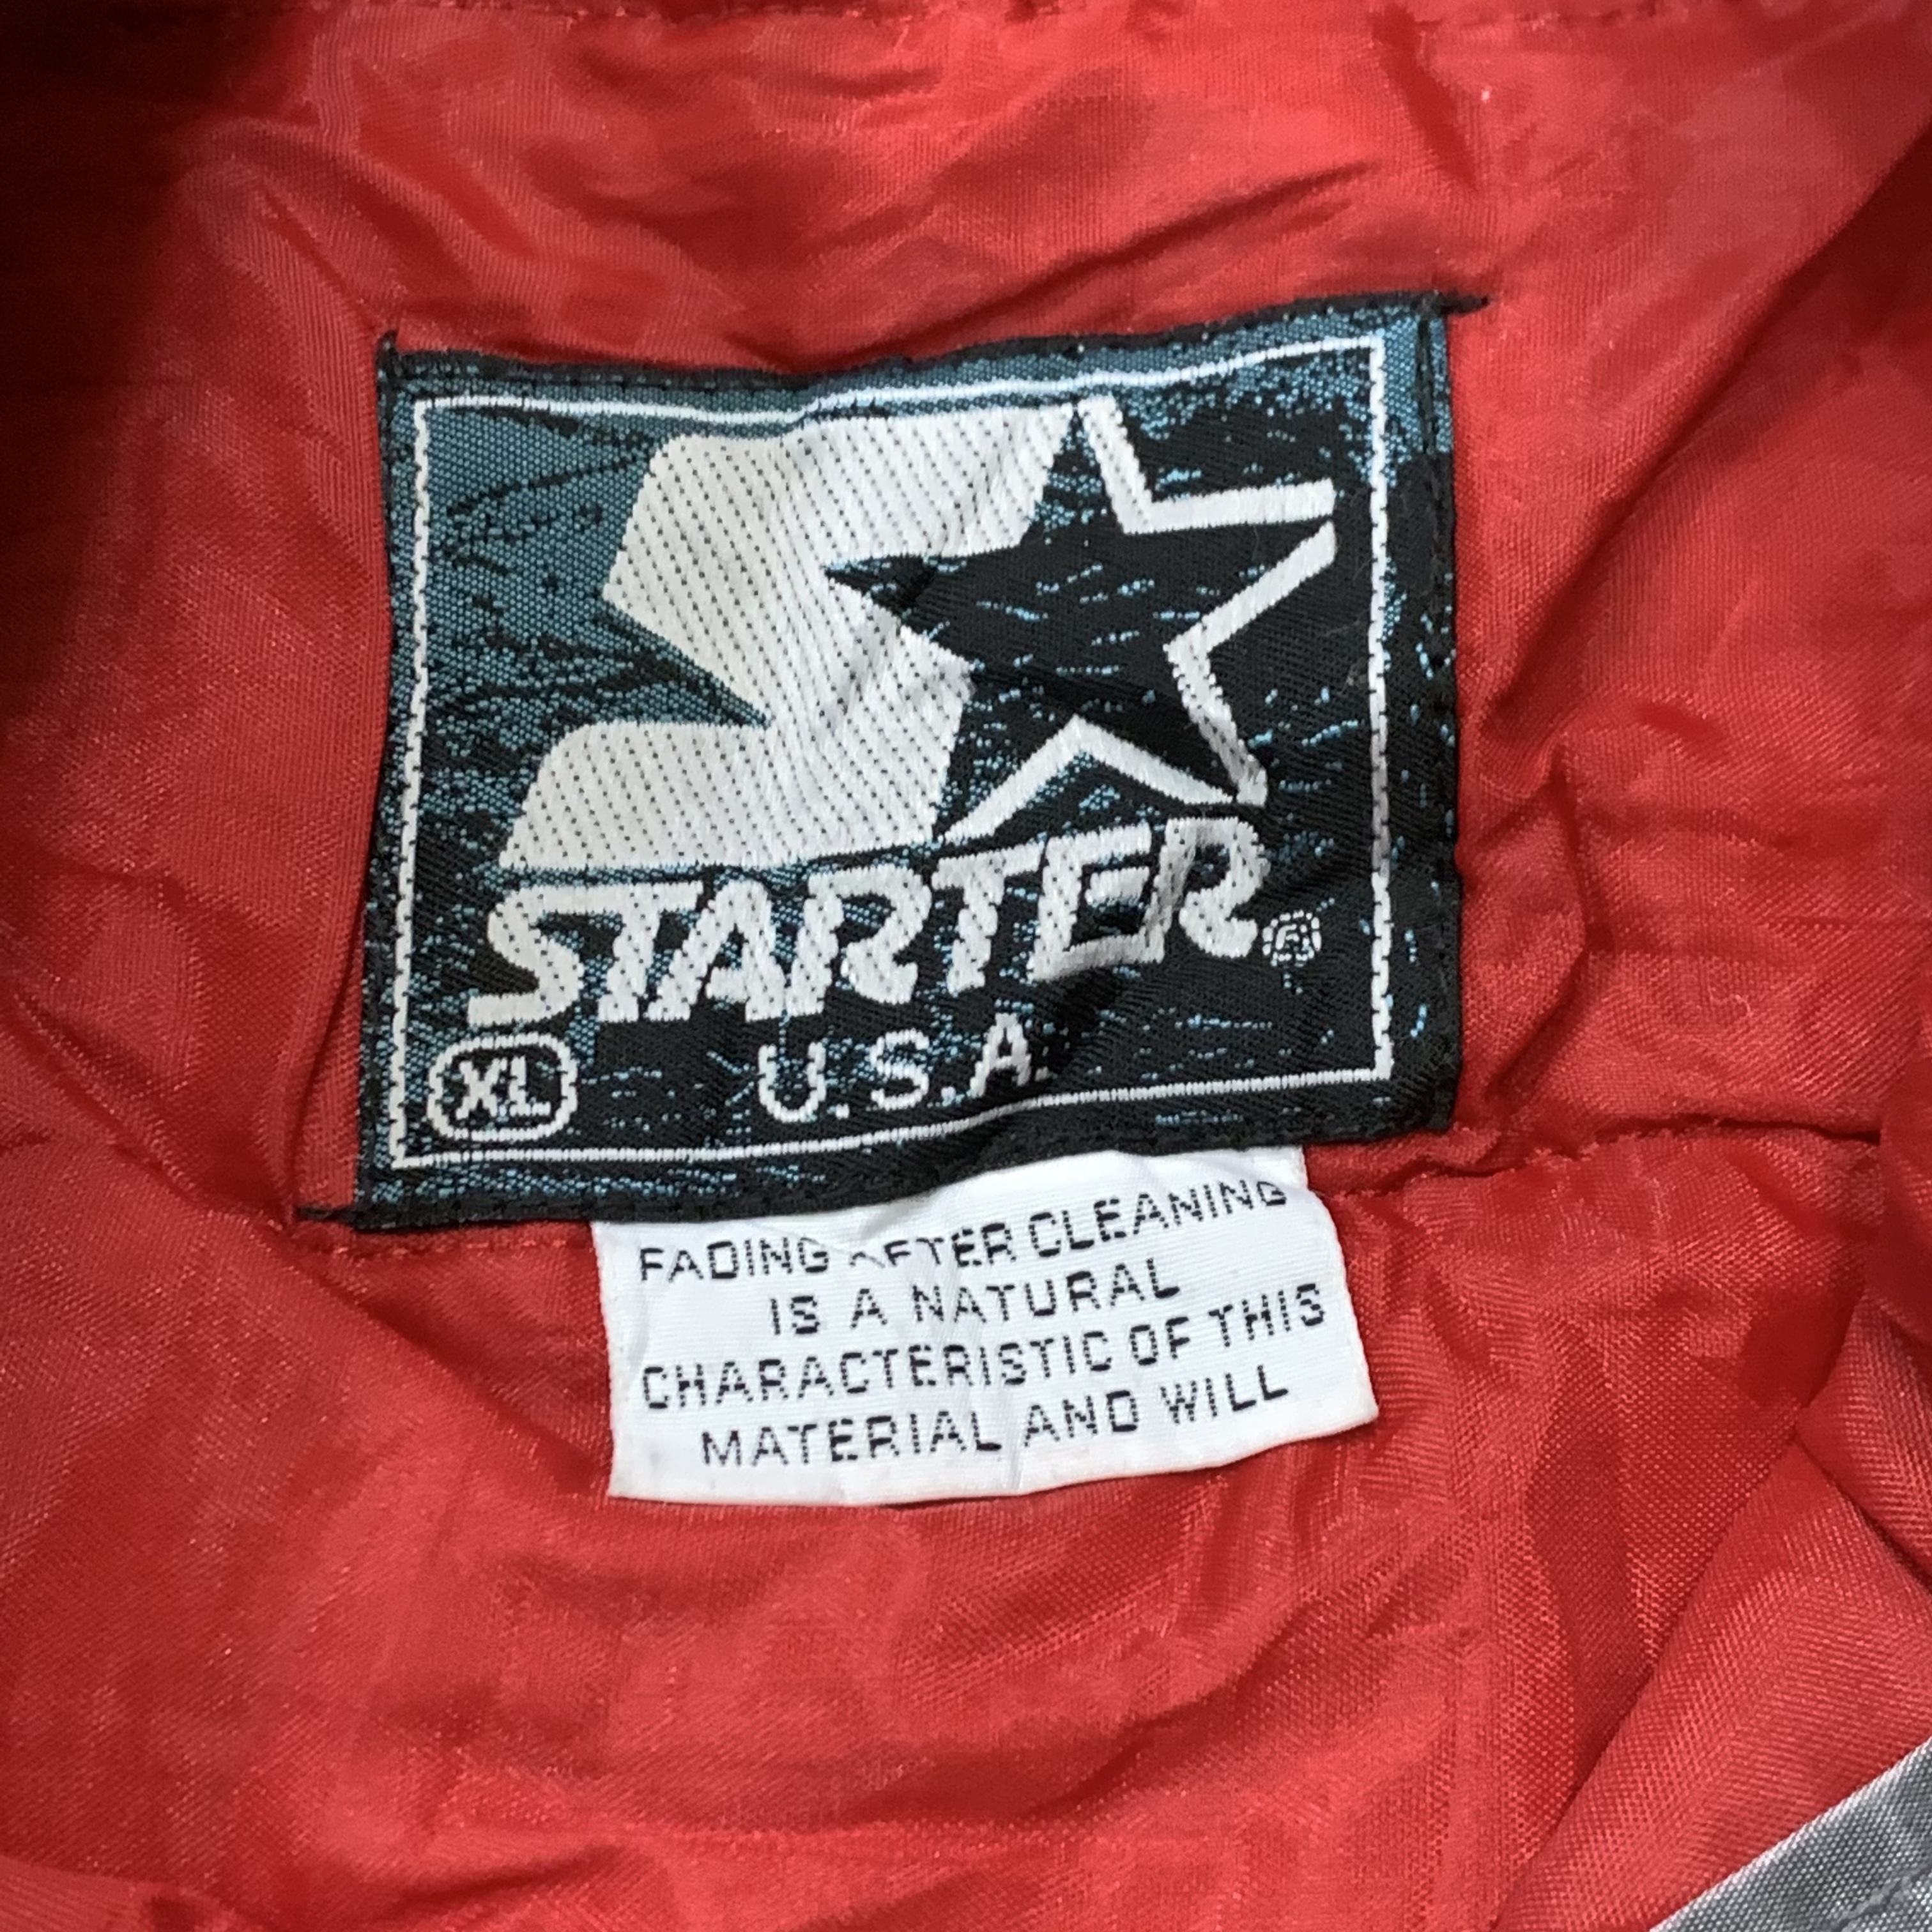 STARTER®
XL U.S.A.
FADING AFTER CLEANING
IS A NATURAL
CHARACTERISTIC OF THIS
MATERIAL AND WILL